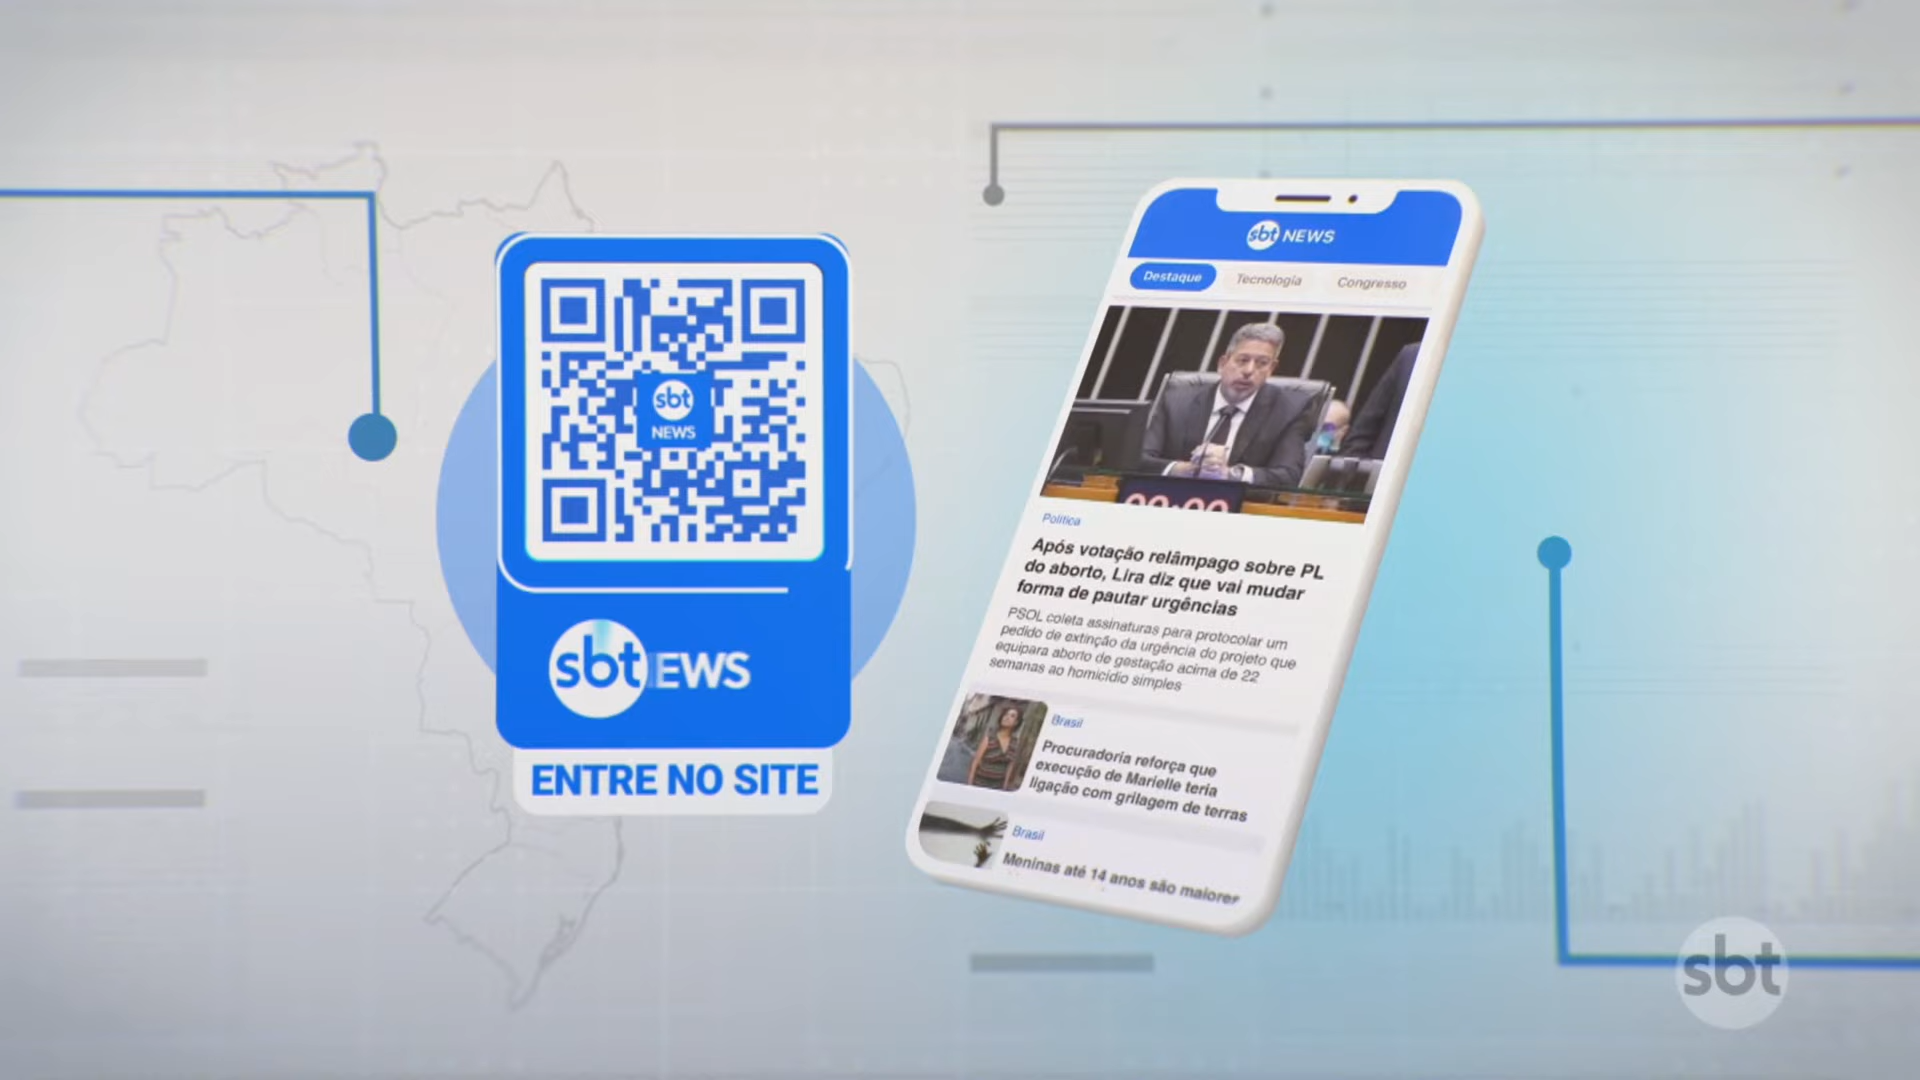 sbt
NEWS
sbt EWS
ENTRE NO SITE
sbt NEWS
Destaque Tecnologia Congresso
00:00
Política
Após votação relâmpago sobre PL
do aborto, Lira diz que vai mudar
forma de pautar urgências
PSOL coleta assinaturas para protocolar um
pedido de extinção da urgência do projeto que
equipara aborto de gestação acima de 22
semanas ao homicídio simples
Brasil
Procuradoria reforça que
execução de Marielle teria
ligação com grilagem de terras
Brasil
Meninas até 14 anos são maiores
sbt